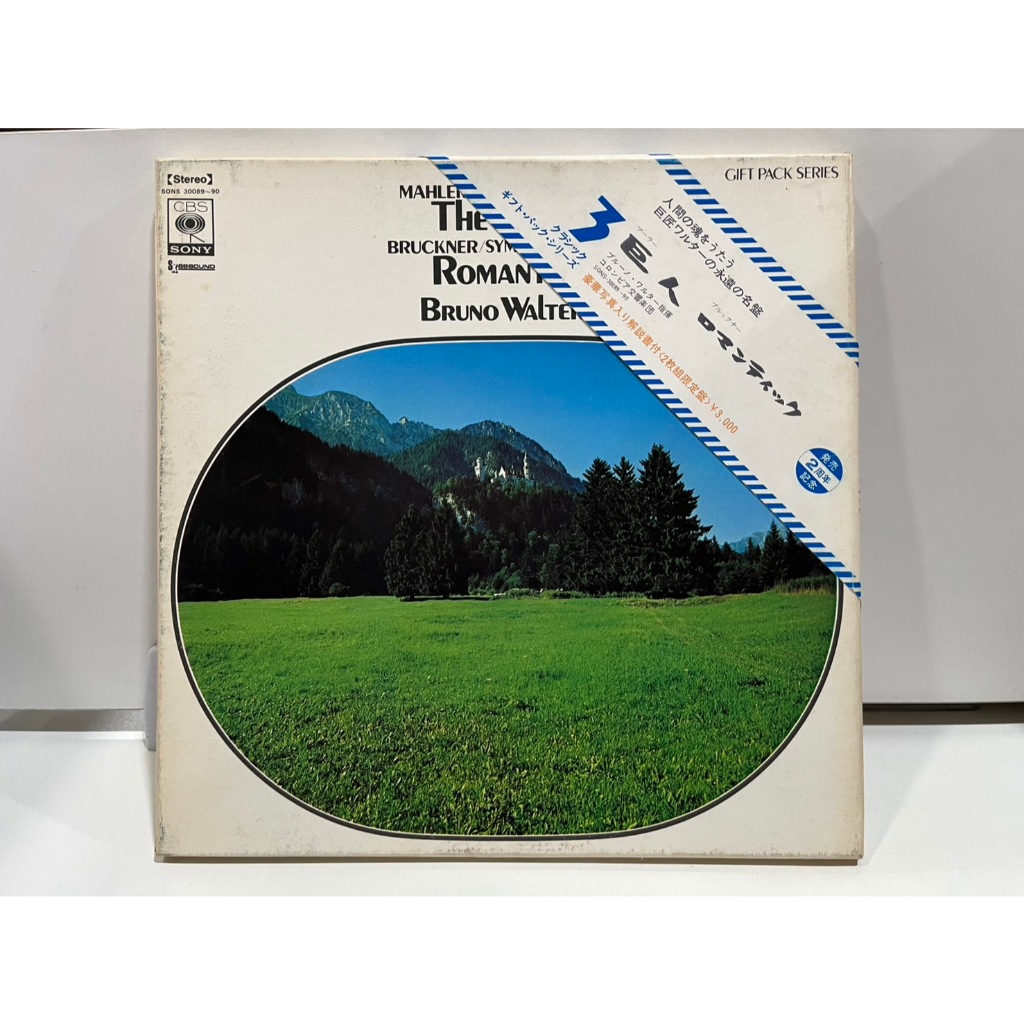 【Stereo】
SONS 30089~90
CBS
SONY
GIFT PACK SERIES
MAHLER
THE
BRUCKNER/SYM
ROMANT
BRUNO WALTER
クラシック
ギフト・パック・シリーズ
3
マーラー
巨人
ブルックナー
ロマンティック
人間の魂をうたう
巨匠ワルターの永遠の名盤
ブルーノ・ワルター指揮
コロンビア交響楽団
SONS-30089~90
豪華写真入り解説書付〈2枚組限定盤〉¥3,000
発売
2周年
記念